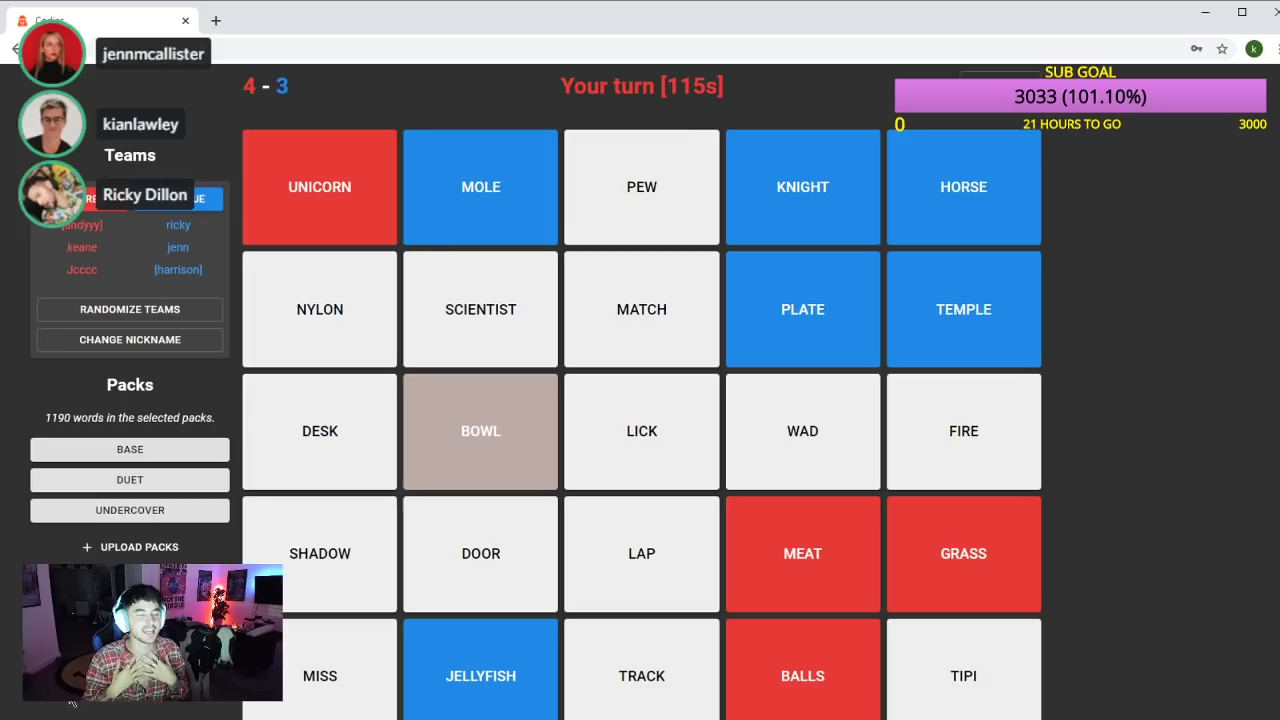 jennmcallister
kianlawley
Ricky Dillon
4 - 3
Your turn [115s]
SUB GOAL
3033 (101.10%)
0
21 HOURS TO GO
3000
k
Teams
ricky
keane
jenn
Jcccc
[harrison]
RANDOMIZE TEAMS
CHANGE NICKNAME
Packs
1190 words in the selected packs.
BASE
DUET
UNDERCOVER
+ UPLOAD PACKS
UNICORN
MOLE
PEW
KNIGHT
HORSE
NYLON
SCIENTIST
MATCH
PLATE
TEMPLE
DESK
BOWL
LICK
WAD
FIRE
SHADOW
DOOR
LAP
MEAT
GRASS
MISS
JELLYFISH
TRACK
BALLS
TIPI